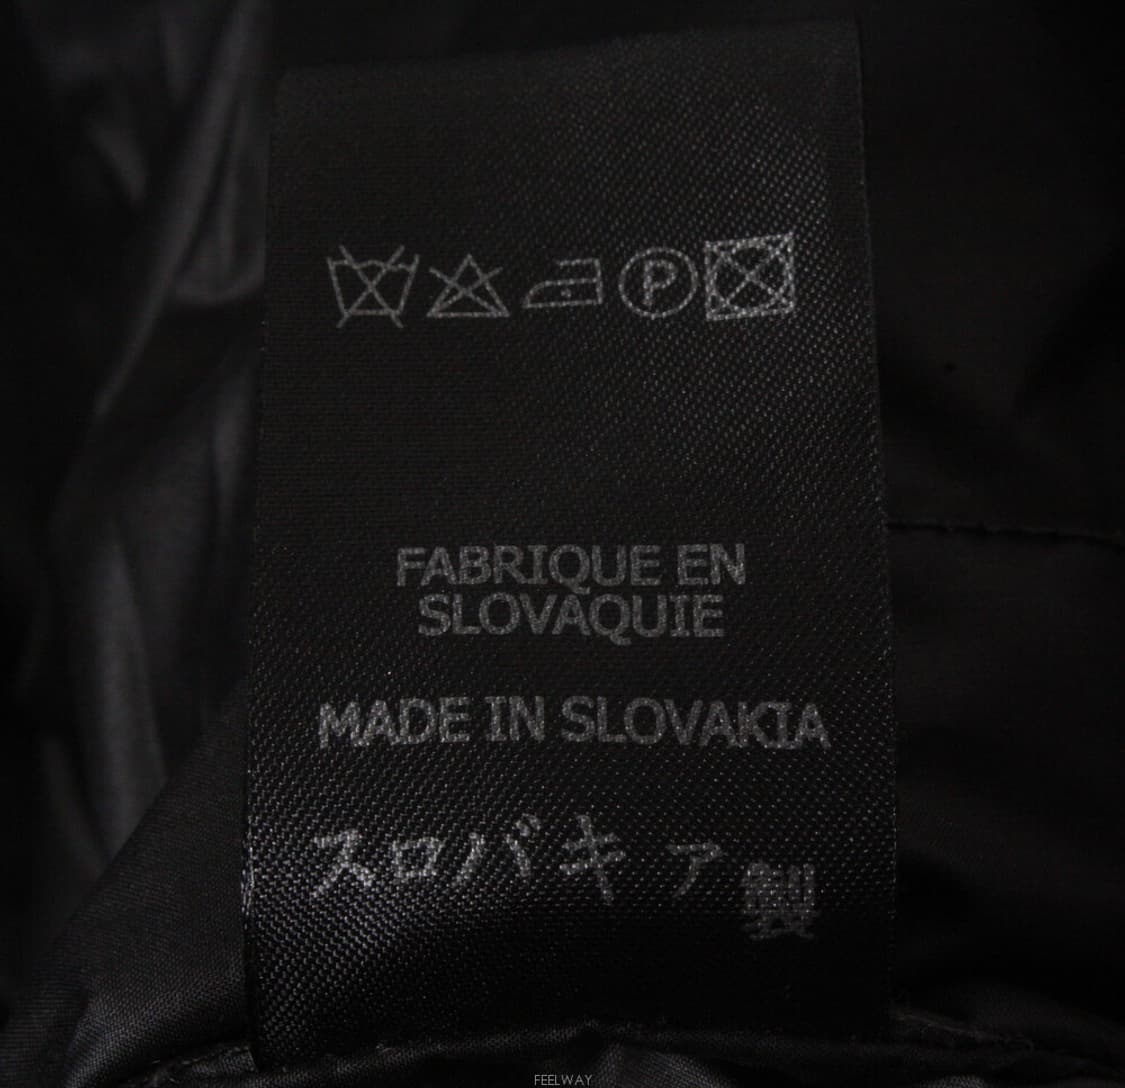 P
FABRIQUE EN
SLOVAQUIE
MADE IN SLOVAKIA
スロバキア製
FEELWAY